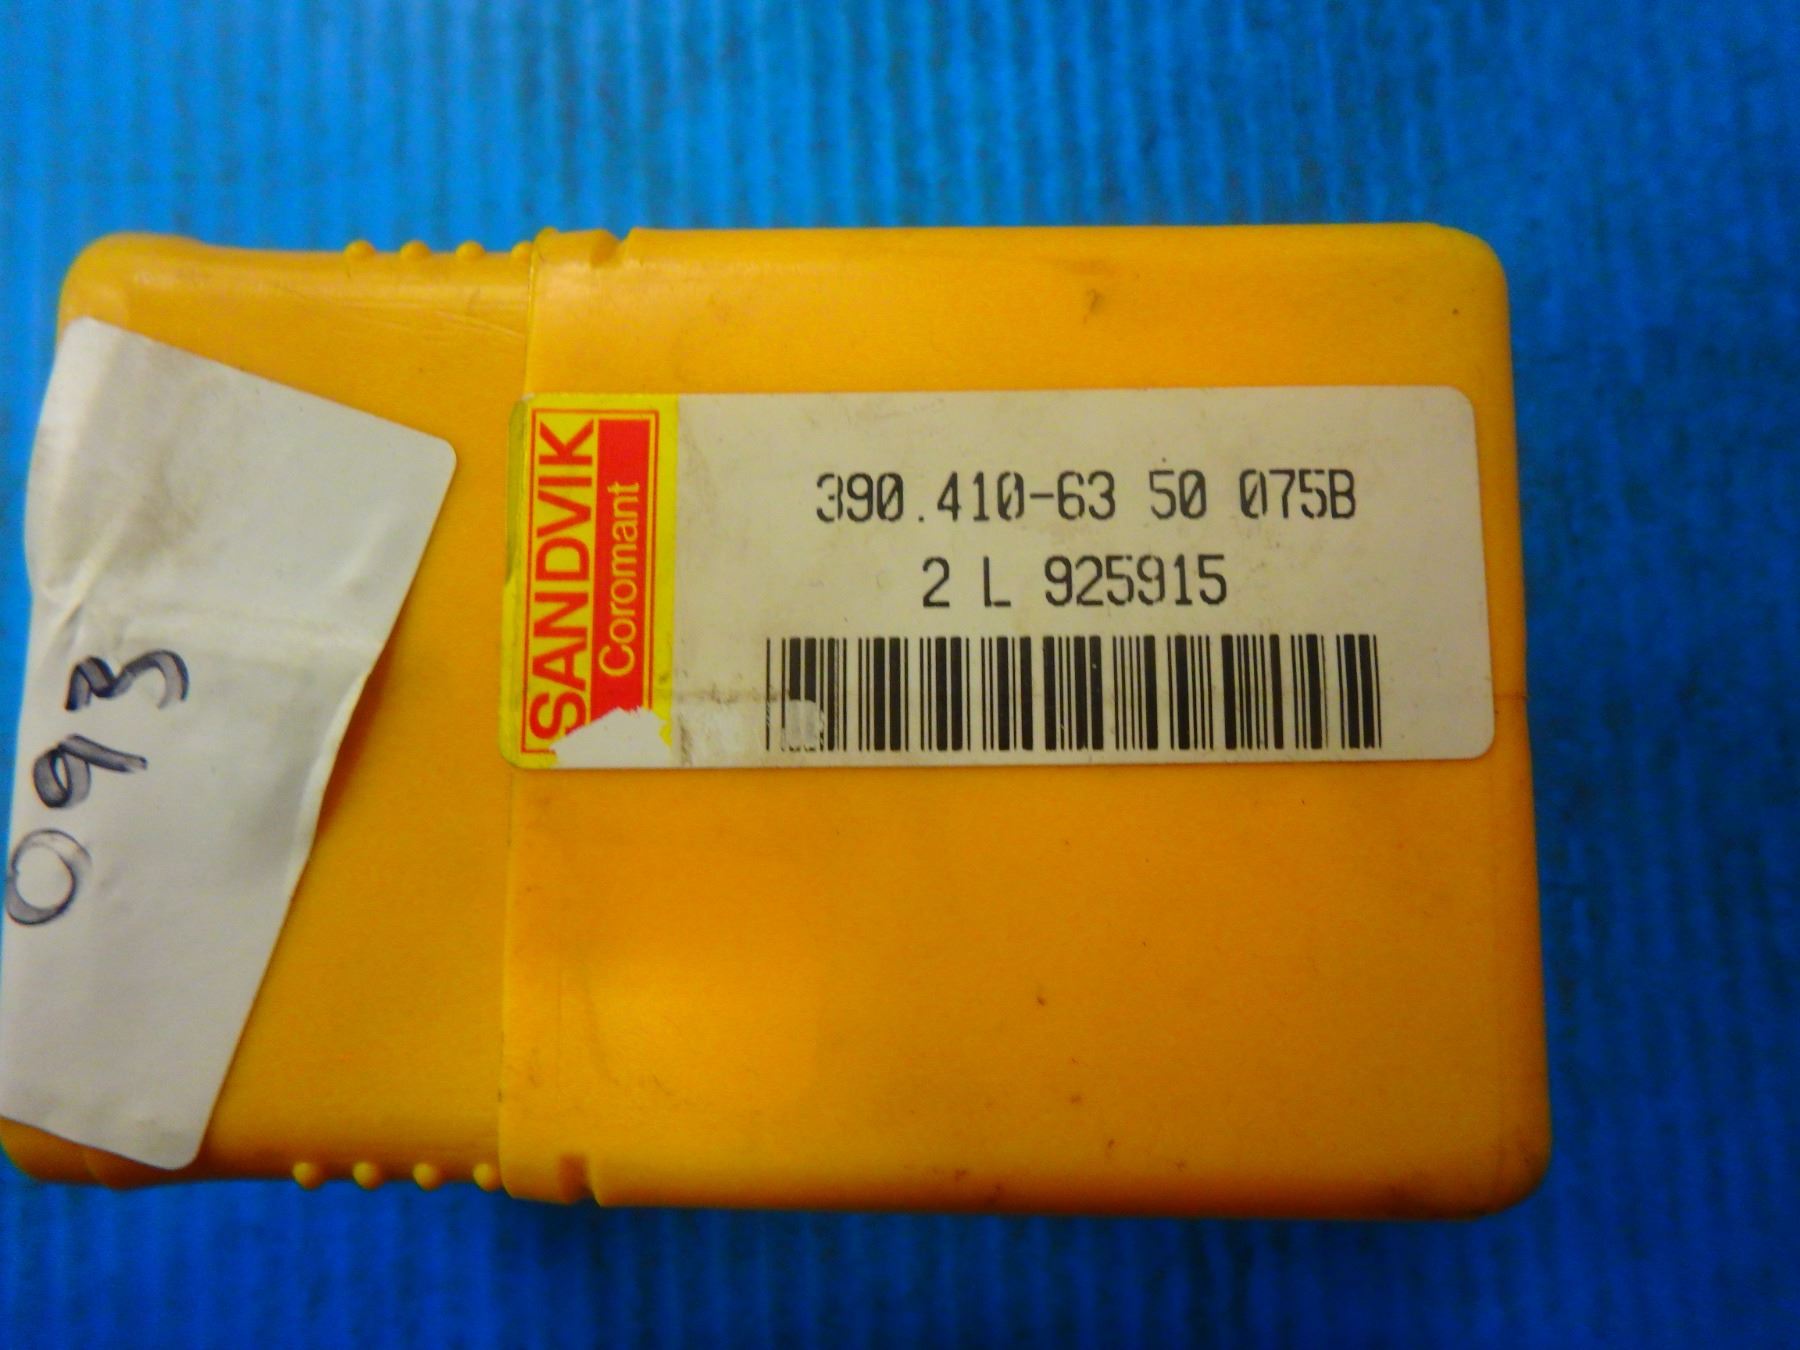 SANDVIK
Coromant
390.410-63 50 075B
2 L 925915
093